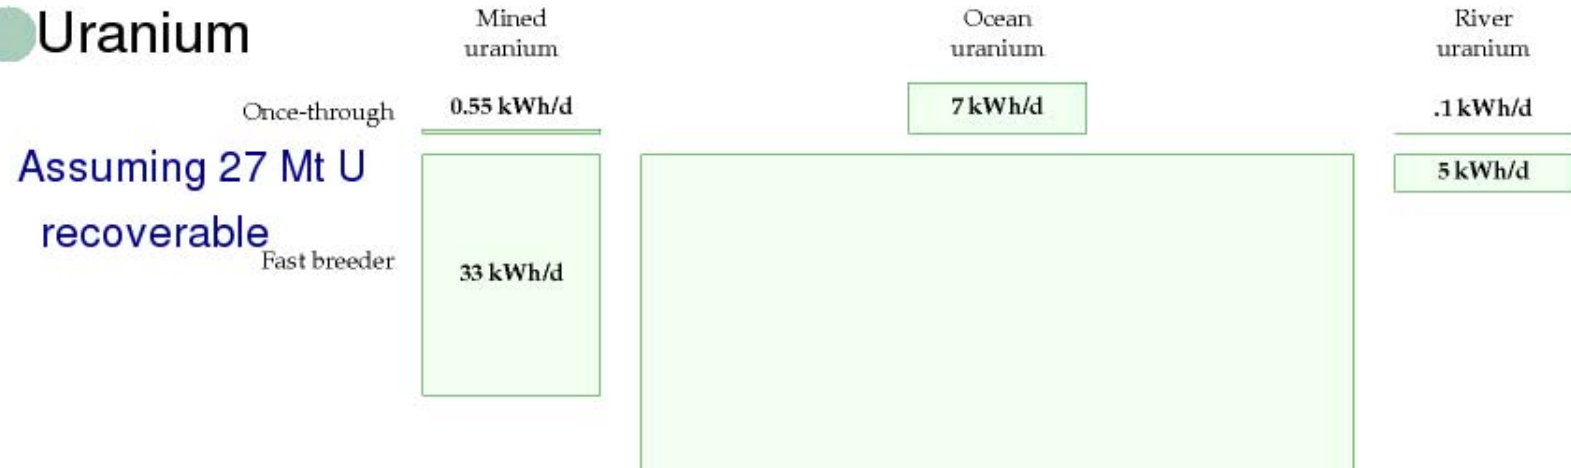 Uranium
Mined
uranium
Ocean
uranium
River
uranium
Once-through
0.55 kWh/d
7 kWh/d
.1 kWh/d
Assuming 27 Mt U
recoverable
Fast breeder
33 kWh/d
5 kWh/d